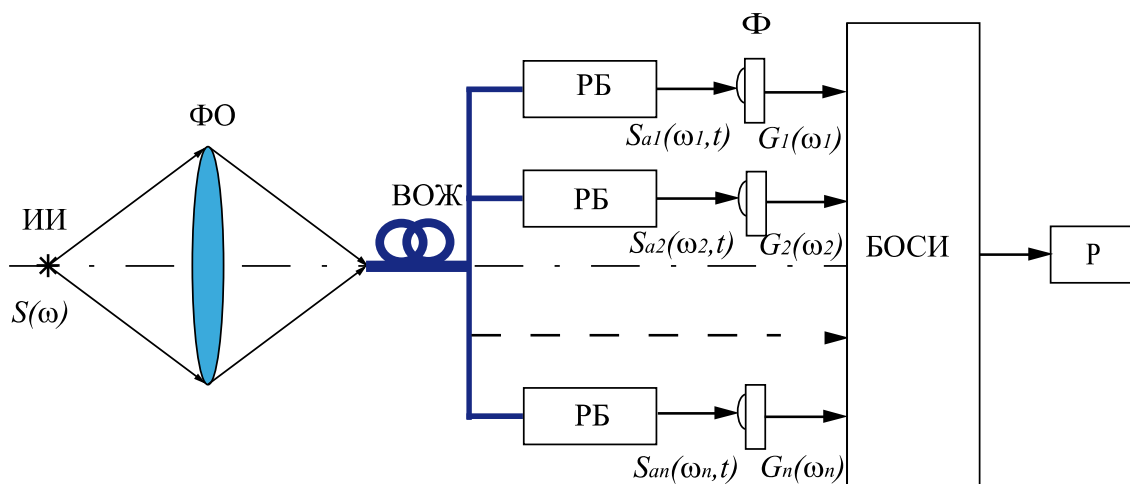 Ф
РБ
ФО
Sa1(ω1,t)
G1(ω1)
ВОЖ
РБ
ИИ
Sa2(ω2,t)
G2(ω2)
БОСИ
Р
S(ω)
РБ
San(ωn,t)
Gn(ωn)